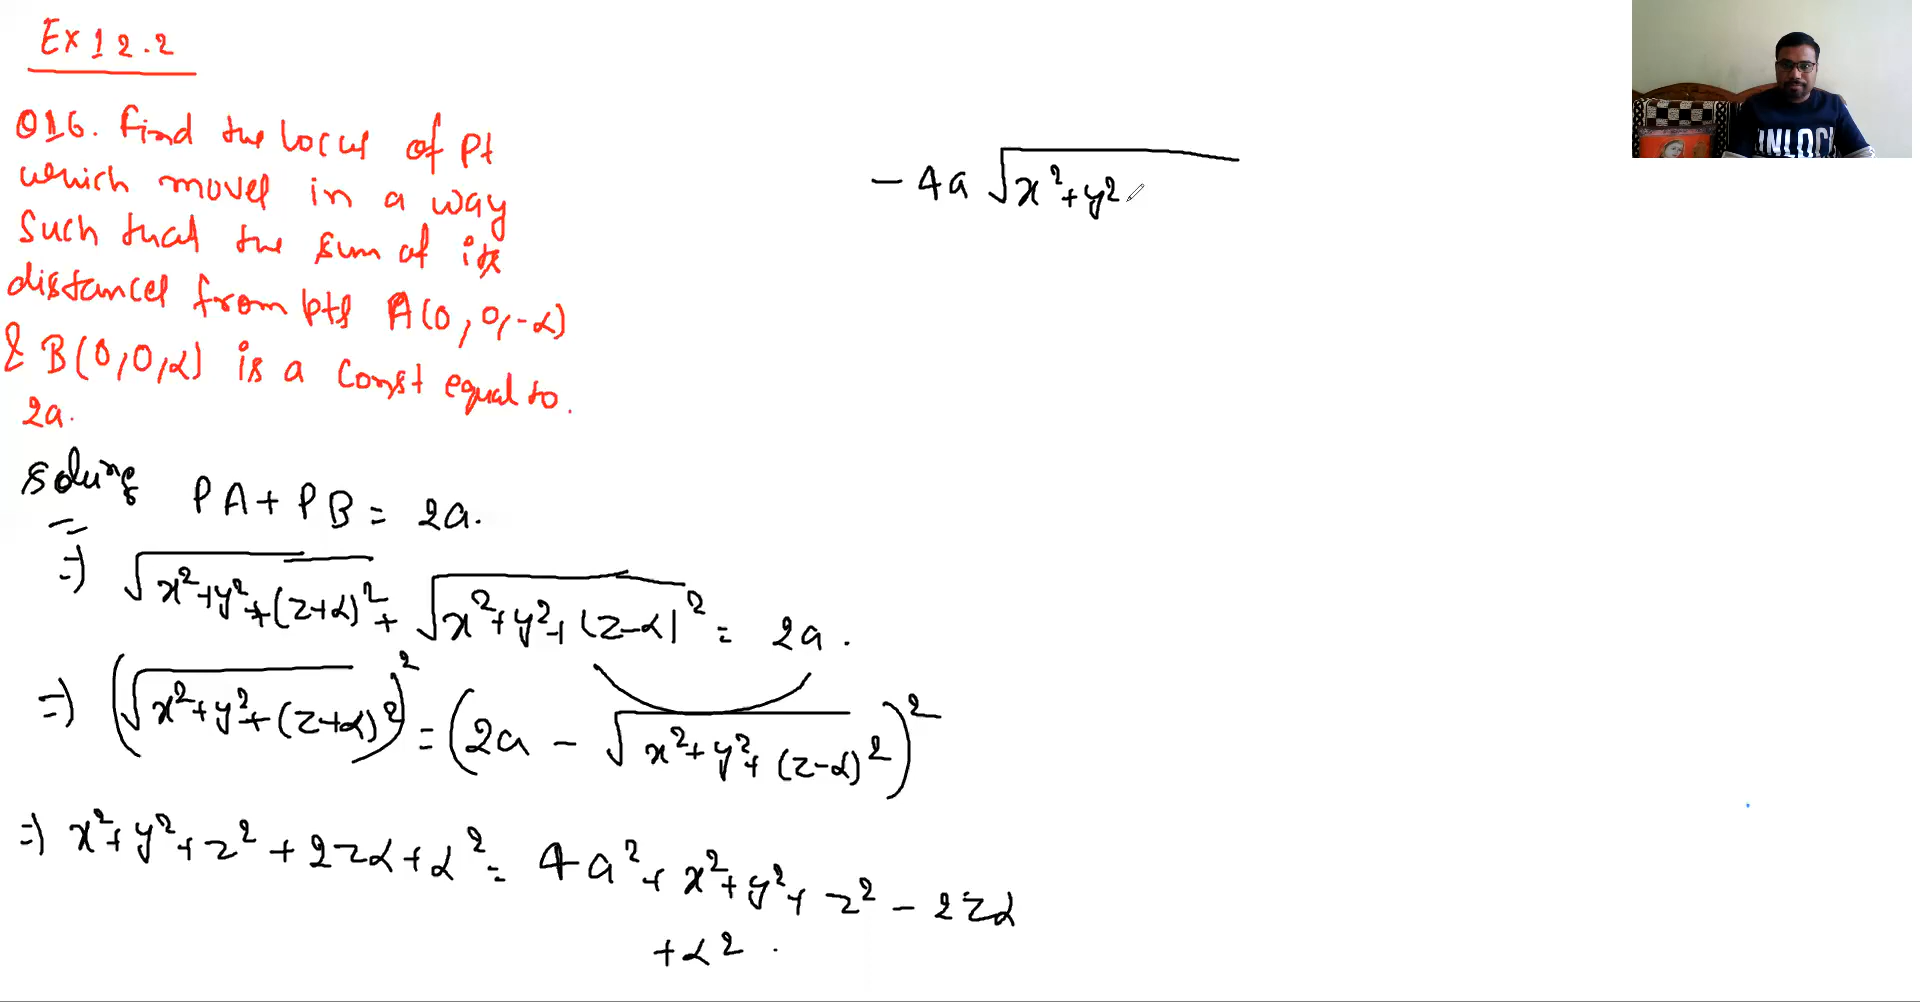 Ex 12.2
Q16. Find the locus of pt
which moves in a way
Such that the sum of its
distances from pts A(0,0,-α)
& B(0,0,α) is a const equal to.
2a.
PA + PB = 2a.
=) √x²+y²+(z+α)² + √x²+y²+(z-α)² = 2a.
=) (√x²+y²+(z+α)²)² = (2a - √x²+y²+(z-α)²)²
=) x²+y²+z²+2zα+α² = 4a²+x²+y²+z²-2zα
+α².
-4a √x²+y²
UNLOC